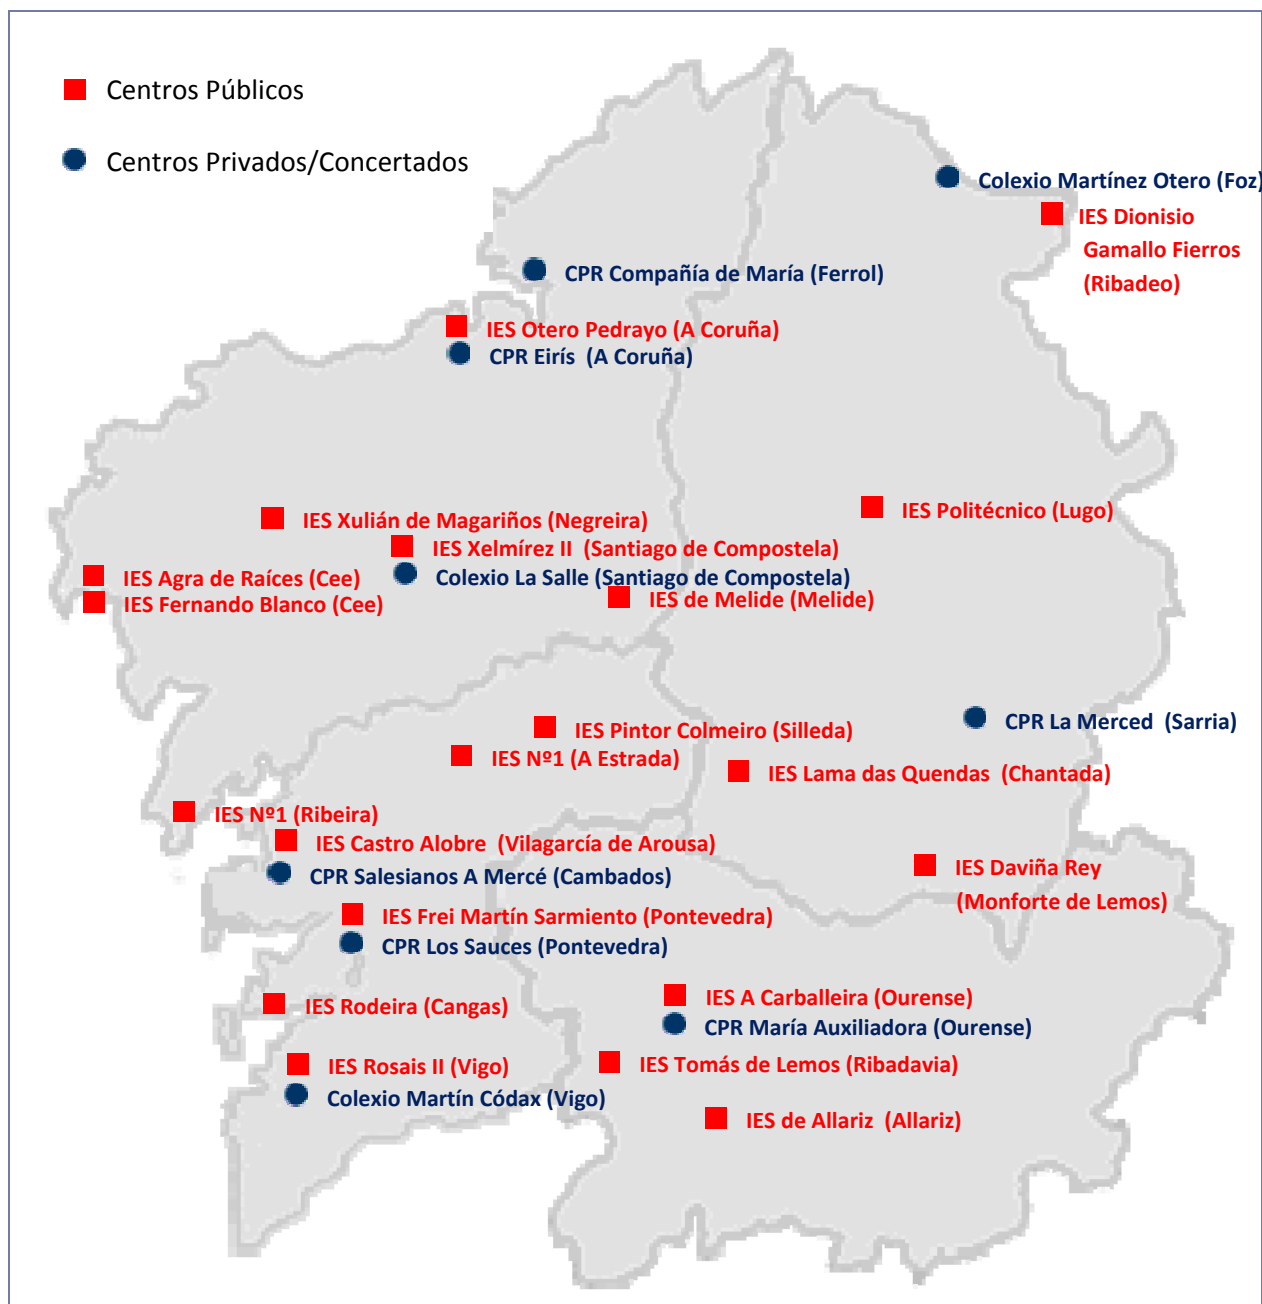 Centros Públicos
Centros Privados/Concertados
Colexio Martínez Otero (Foz)
IES Dionisio
Gamallo Fierros
(Ribadeo)
CPR Compañía de María (Ferrol)
IES Otero Pedrayo (A Coruña)
CPR Eirís (A Coruña)
IES Politécnico (Lugo)
IES Xulián de Magariños (Negreira)
IES Xelmírez II (Santiago de Compostela)
Colexio La Salle (Santiago de Compostela)
IES Agra de Raíces (Cee)
IES Fernando Blanco (Cee)
IES de Melide (Melide)
CPR La Merced (Sarria)
IES Pintor Colmeiro (Silleda)
IES Nº1 (A Estrada)
IES Lama das Quendas (Chantada)
IES Nº1 (Ribeira)
IES Castro Alobre (Vilagarcía de Arousa)
CPR Salesianos A Mercé (Cambados)
IES Daviña Rey
(Monforte de Lemos)
IES Frei Martín Sarmiento (Pontevedra)
CPR Los Sauces (Pontevedra)
IES Rodeira (Cangas)
IES A Carballeira (Ourense)
CPR María Auxiliadora (Ourense)
IES Rosais II (Vigo)
Colexio Martín Códax (Vigo)
IES Tomás de Lemos (Ribadavia)
IES de Allariz (Allariz)